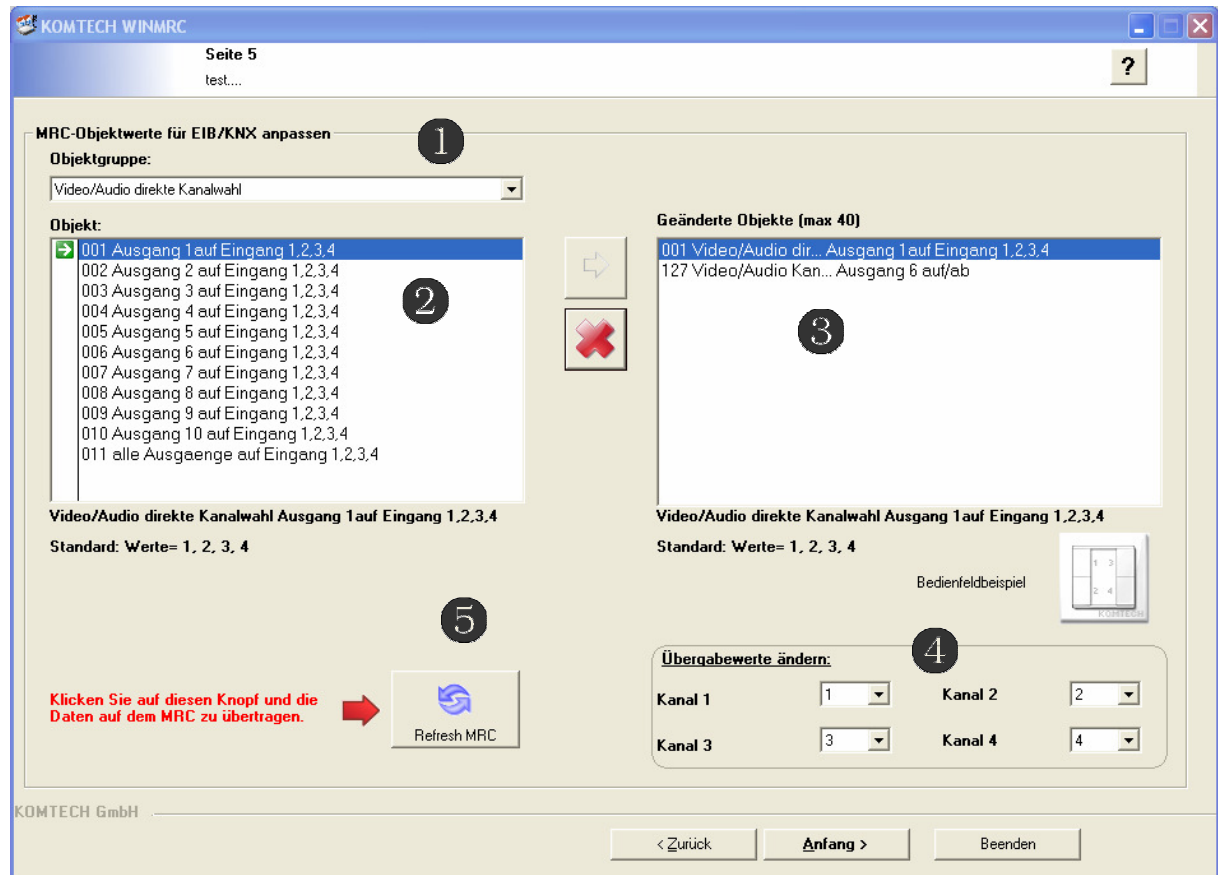 KOMTECH WINMRC
Seite 5
test....
?
MRC-Objektwerte für EIB/KNX anpassen
1
Objektgruppe:
Video/Audio direkte Kanalwahl
Objekt:
001 Ausgang 1auf Eingang 1,2,3,4
002 Ausgang 2 auf Eingang 1,2,3,4
003 Ausgang 3 auf Eingang 1,2,3,4
004 Ausgang 4 auf Eingang 1,2,3,4
005 Ausgang 5 auf Eingang 1,2,3,4
006 Ausgang 6 auf Eingang 1,2,3,4
007 Ausgang 7 auf Eingang 1,2,3,4
008 Ausgang 8 auf Eingang 1,2,3,4
009 Ausgang 9 auf Eingang 1,2,3,4
010 Ausgang 10 auf Eingang 1,2,3,4
011 alle Ausgaenge auf Eingang 1,2,3,4
2
Video/Audio direkte Kanalwahl Ausgang 1auf Eingang 1,2,3,4
Standard: Werte= 1, 2, 3, 4
Geänderte Objekte (max 40)
001 Video/Audio dir... Ausgang 1auf Eingang 1,2,3,4
127 Video/Audio Kan... Ausgang 6 auf/ab
3
Video/Audio direkte Kanalwahl Ausgang 1auf Eingang 1,2,3,4
Standard: Werte= 1, 2, 3, 4
Bedienfeldbeispiel
1 3
2 4
KOMTECH
5
Klicken Sie auf diesen Knopf und die
Daten auf dem MRC zu übertragen.
Refresh MRC
4
Übergabewerte ändern:
Kanal 1 1 Kanal 2 2
Kanal 3 3 Kanal 4 4
KOMTECH GmbH
< Zurück
Anfang >
Beenden